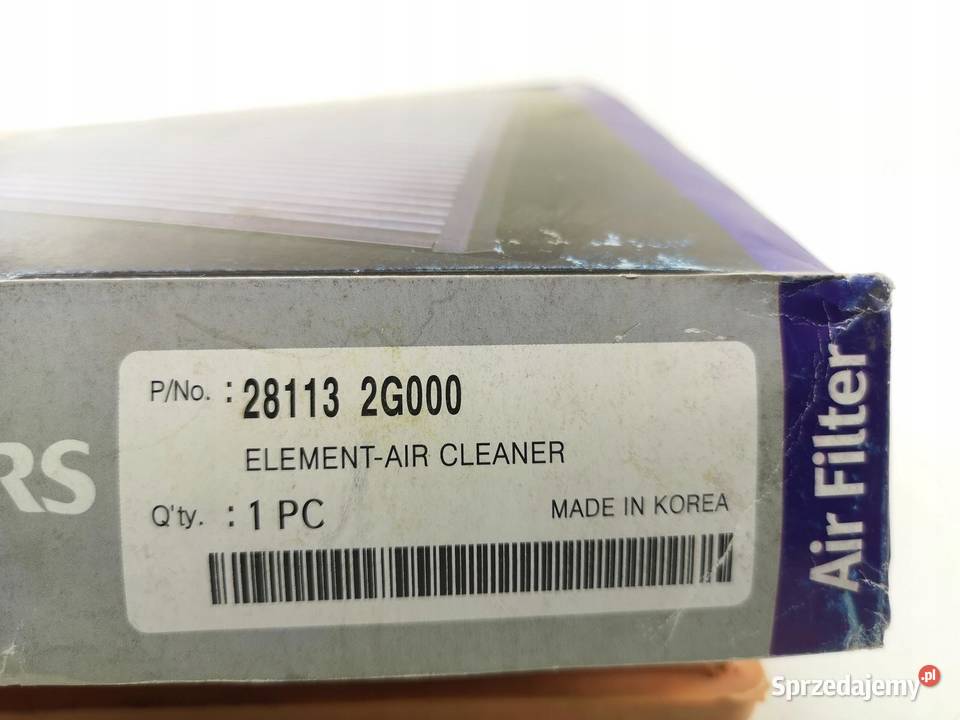 P/No. : 28113 2G000
ELEMENT-AIR CLEANER
Q'ty. : 1 PC
MADE IN KOREA
RS
Air Filter
Sprzedajemy.pl